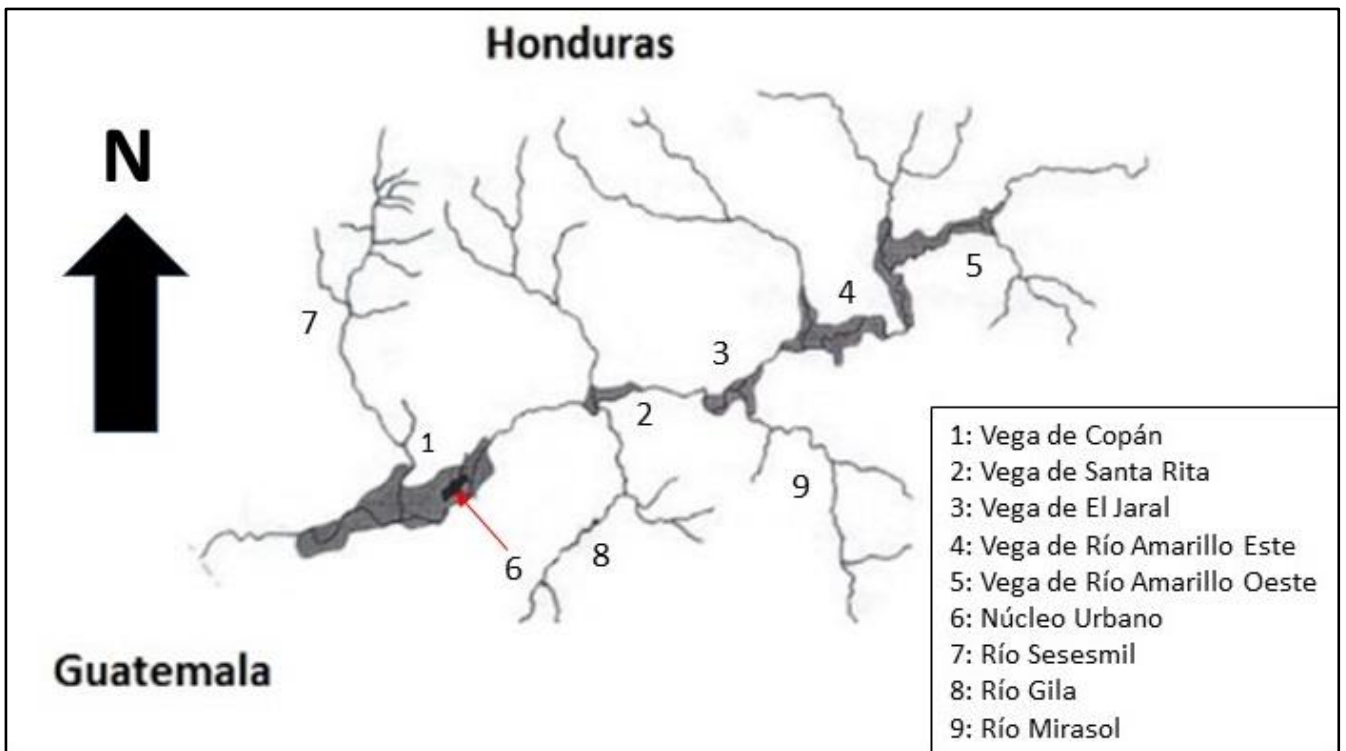 Honduras
N
7
1
2
3
4
5
6
8
9
Guatemala
1: Vega de Copán
2: Vega de Santa Rita
3: Vega de El Jaral
4: Vega de Río Amarillo Este
5: Vega de Río Amarillo Oeste
6: Núcleo Urbano
7: Río Sesesmil
8: Río Gila
9: Río Mirasol